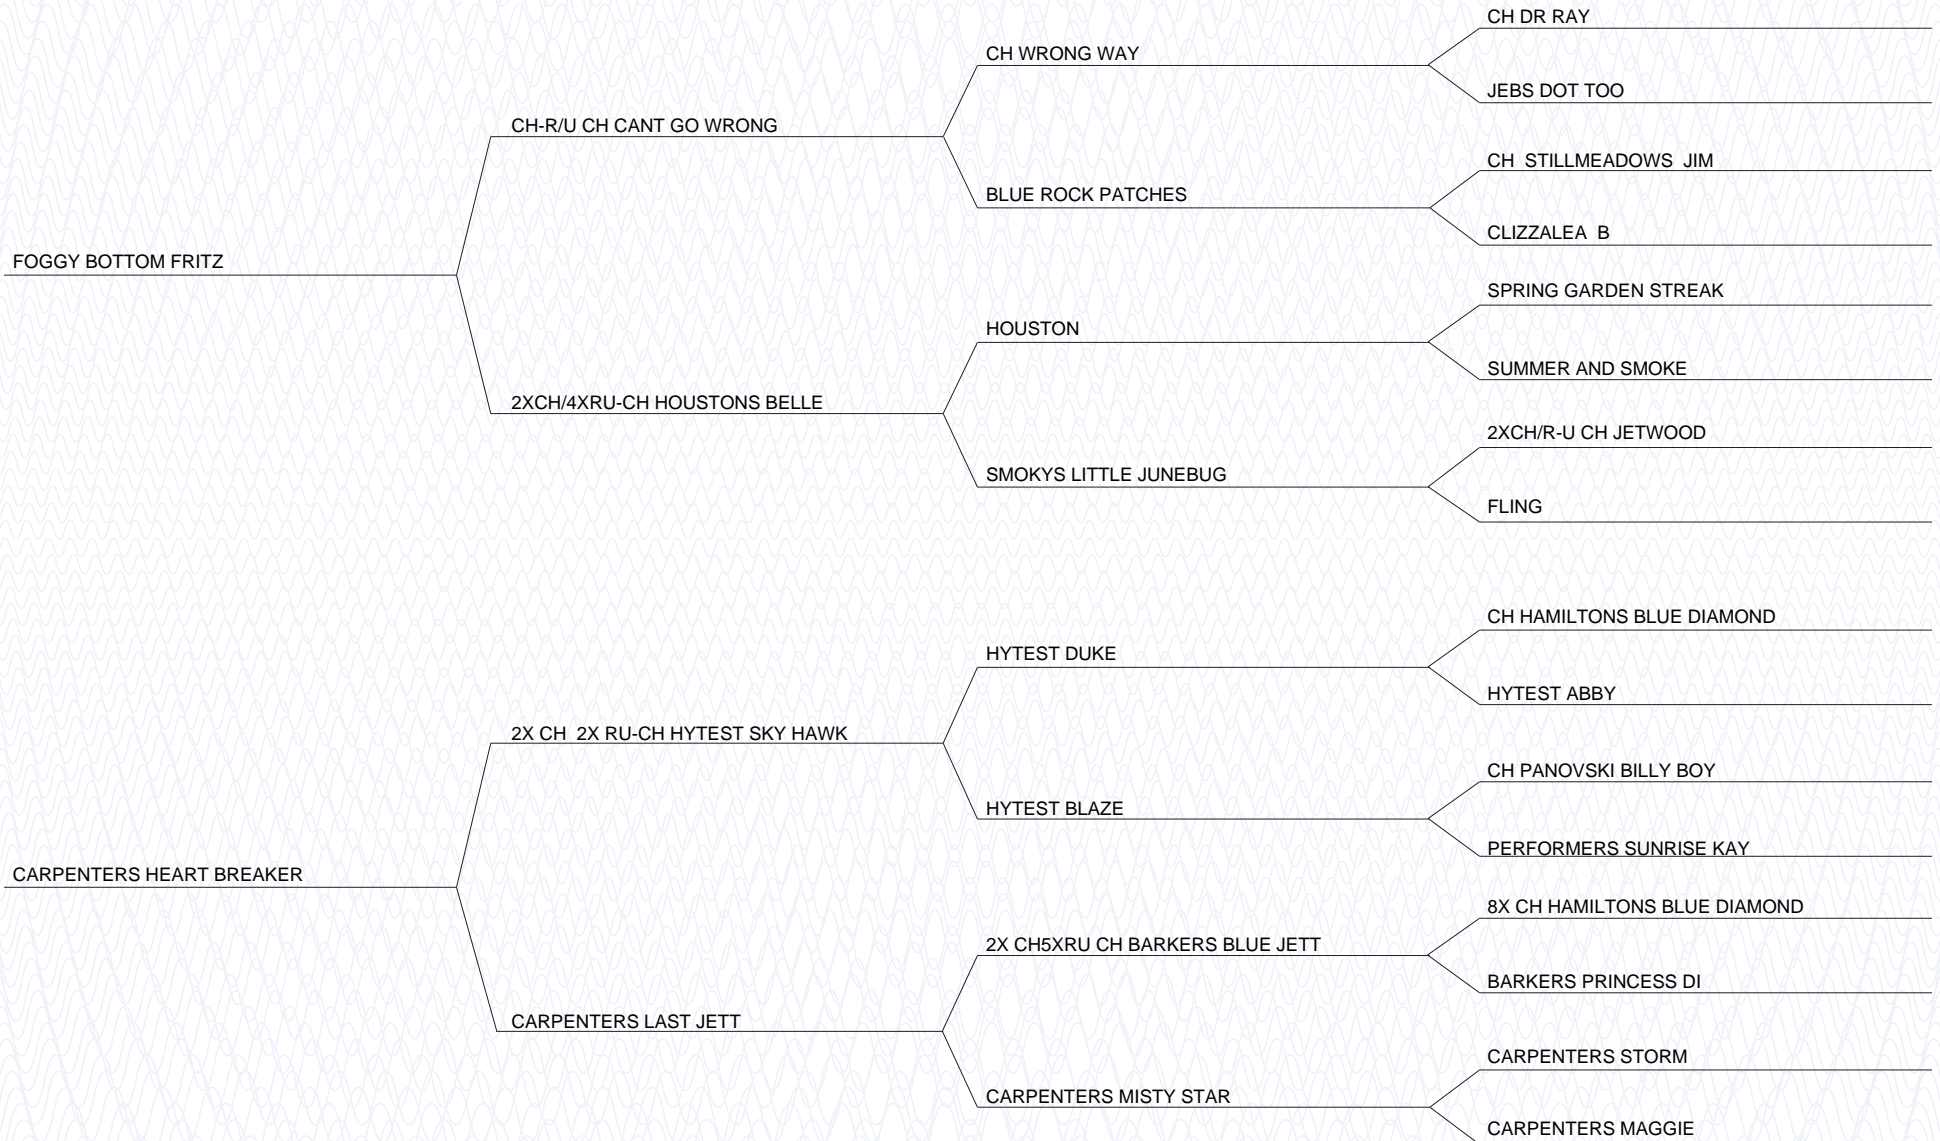 CH DR RAY
CH WRONG WAY
JEBS DOT TOO
CH-R/U CH CANT GO WRONG
CH  STILLMEADOWS  JIM
BLUE ROCK PATCHES
CLIZZALEA  B
FOGGY BOTTOM FRITZ
SPRING GARDEN STREAK
HOUSTON
SUMMER AND SMOKE
2XCH/4XRU-CH HOUSTONS BELLE
2XCH/R-U CH JETWOOD
SMOKYS LITTLE JUNEBUG
FLING
CH HAMILTONS BLUE DIAMOND
HYTEST DUKE
HYTEST ABBY
2X CH  2X RU-CH HYTEST SKY HAWK
CH PANOVSKI BILLY BOY
HYTEST BLAZE
PERFORMERS SUNRISE KAY
CARPENTERS HEART BREAKER
8X CH HAMILTONS BLUE DIAMOND
2X CH5XRU CH BARKERS BLUE JETT
BARKERS PRINCESS DI
CARPENTERS LAST JETT
CARPENTERS STORM
CARPENTERS MISTY STAR
CARPENTERS MAGGIE